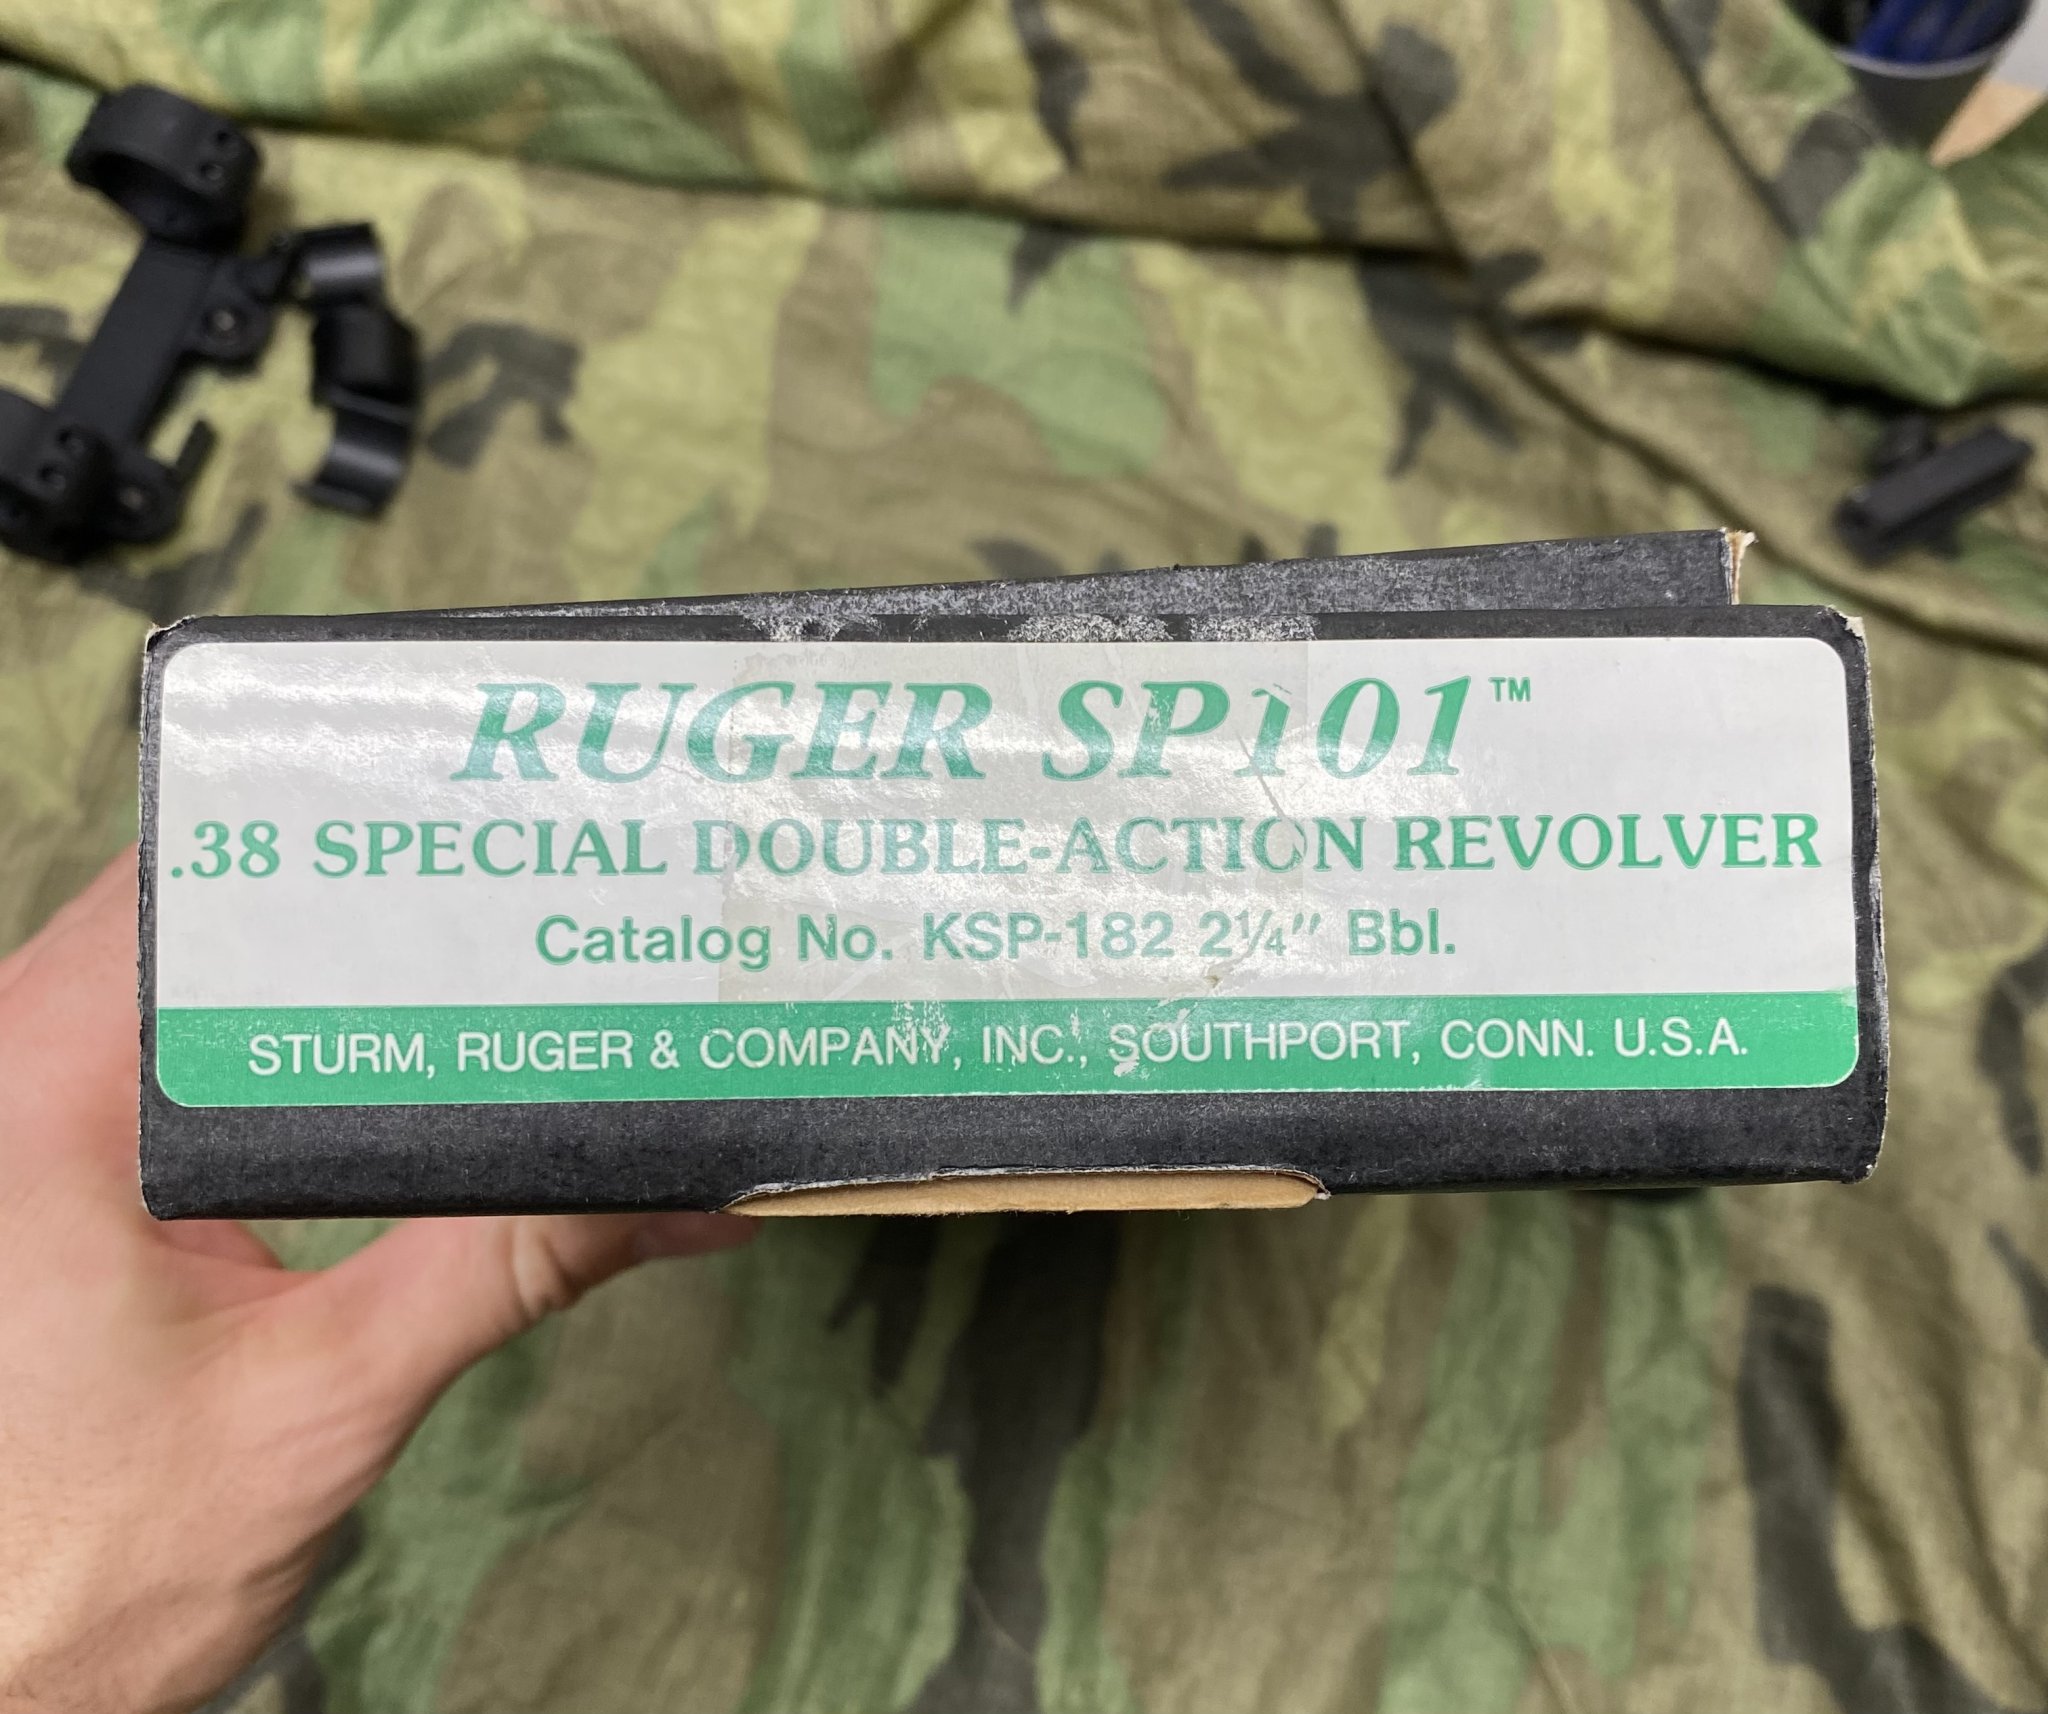 RUGER SP101™
.38 SPECIAL DOUBLE-ACTION REVOLVER
Catalog No. KSP-182 2¼" Bbl.
STURM, RUGER & COMPANY, INC., SOUTHPORT, CONN. U.S.A.